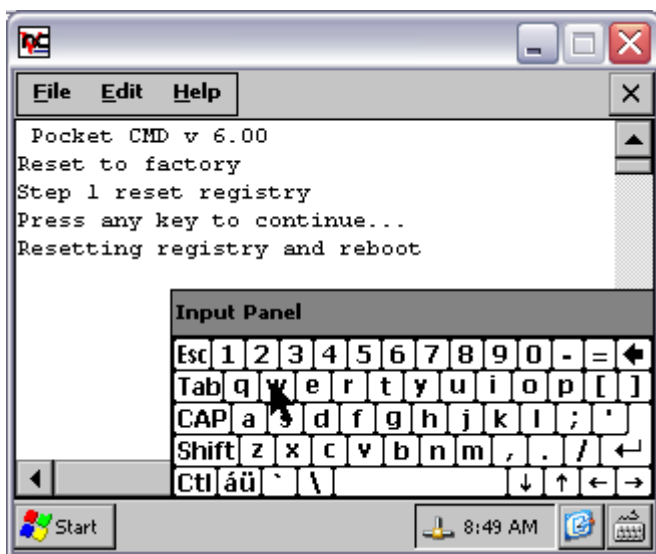 File Edit Help
Pocket CMD v 6.00
Reset to factory
Step 1 reset registry
Press any key to continue...
Resetting registry and reboot
Input Panel
Esc 1 2 3 4 5 6 7 8 9 0 - =
Tab q w e r t y u i o p [ ]
CAP a s d f g h j k l ; '
Shift z x c v b n m , . /
Ctl áü ` \
Start 8:49 AM